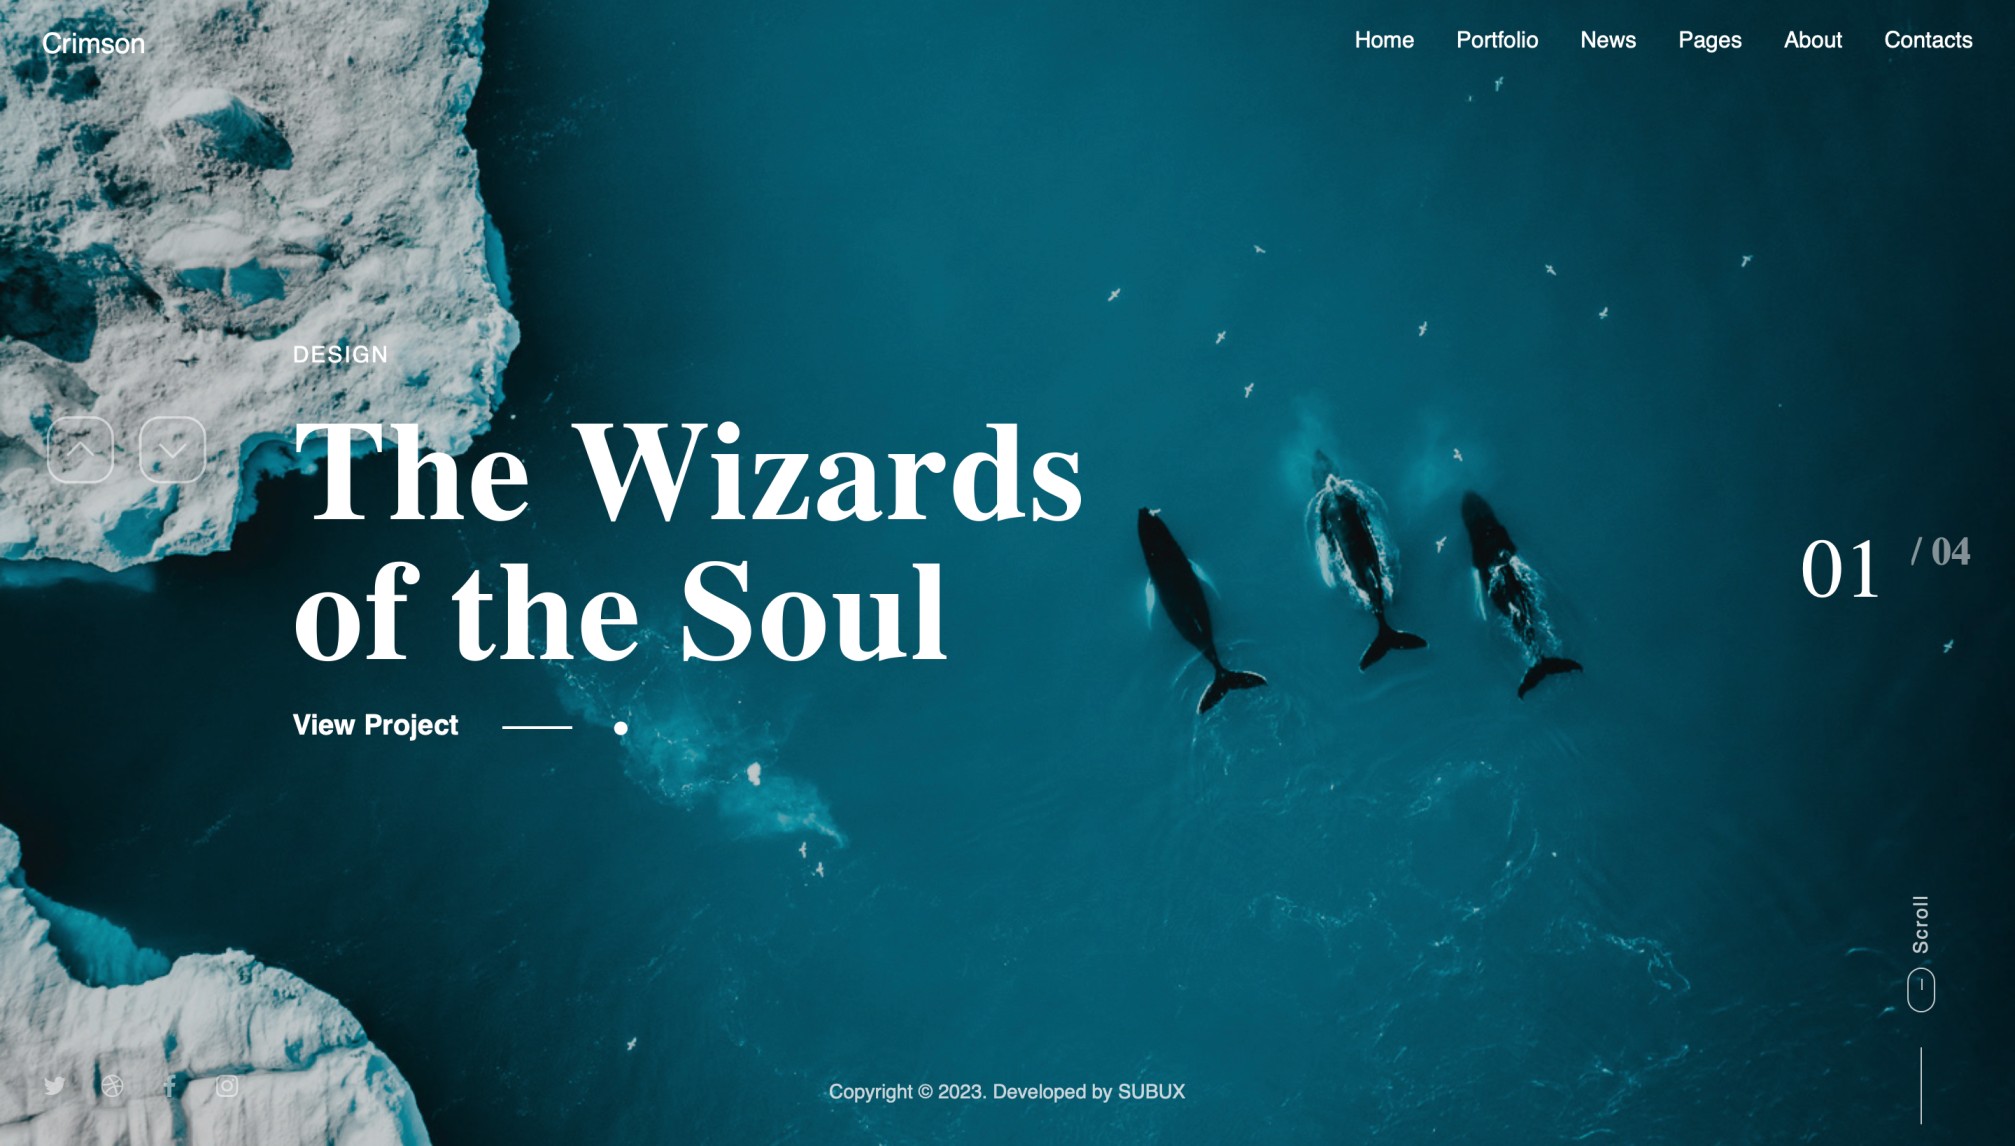 Crimson
Home
Portfolio
News
Pages
About
Contacts
DESIGN
The Wizards
of the Soul
View Project
01 / 04
Scroll
Copyright © 2023. Developed by SUBUX